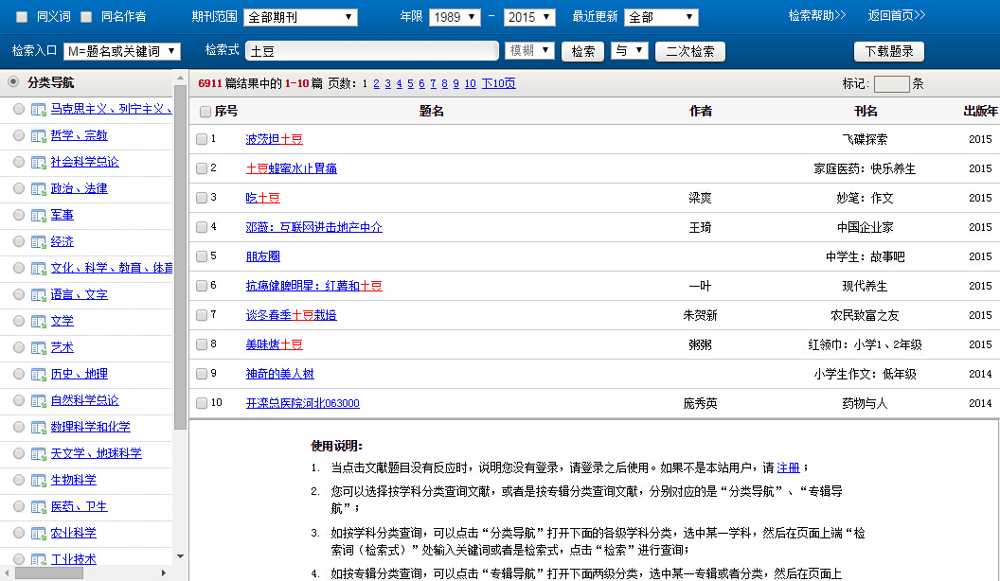 同义词 同名作者 期刊范围 全部期刊 年限 1989 - 2015 最近更新 全部 检索帮助>> 返回首页>>
检索入口 M=题名或关键词 检索式 土豆 模糊 检索 与 二次检索 下载题录
分类导航
马克思主义、列宁主义、
哲学、宗教
社会科学总论
政治、法律
军事
经济
文化、科学、教育、体育
语言、文字
文学
艺术
历史、地理
自然科学总论
数理科学和化学
天文学、地球科学
生物科学
医药、卫生
农业科学
工业技术
6911 篇结果中的 1-10 篇 页数: 1 2 3 4 5 6 7 8 9 10 下10页 标记: 条
序号 题名 作者 刊名 出版年
1 波茨坦土豆 飞碟探索 2015
2 土豆蜂蜜水止胃痛 家庭医药：快乐养生 2015
3 吃土豆 梁爽 妙笔：作文 2015
4 邓薇：互联网进击地产中介 王琦 中国企业家 2015
5 朋友圈 中学生：故事吧 2015
6 抗癌健脾明星：红薯和土豆 一叶 现代养生 2015
7 谈冬春季土豆栽培 朱贺新 农民致富之友 2015
8 美味烤土豆 粥粥 红领巾：小学1、2年级 2015
9 神奇的美人树 小学生作文：低年级 2014
10 开滦总医院河北063000 庞秀英 药物与人 2014
使用说明：
1. 当点击文献题目没有反应时，说明您没有登录，请登录之后使用。如果不是本站用户，请 注册 ；
2. 您可以选择按学科分类查询文献，或者是按专辑分类查询文献，分别对应的是“分类导航”、“专辑导
航”；
3. 如按学科分类查询，可以点击“分类导航”打开下面的各级学科分类，选中某一学科，然后在页面上端“检
索词（检索式）”处输入关键词或者是检索式，点击“检索”进行查询；
4. 如按专辑分类查询，可以点击“专辑导航”打开下面两级分类，选中某一专辑或者分类，然后在页面上